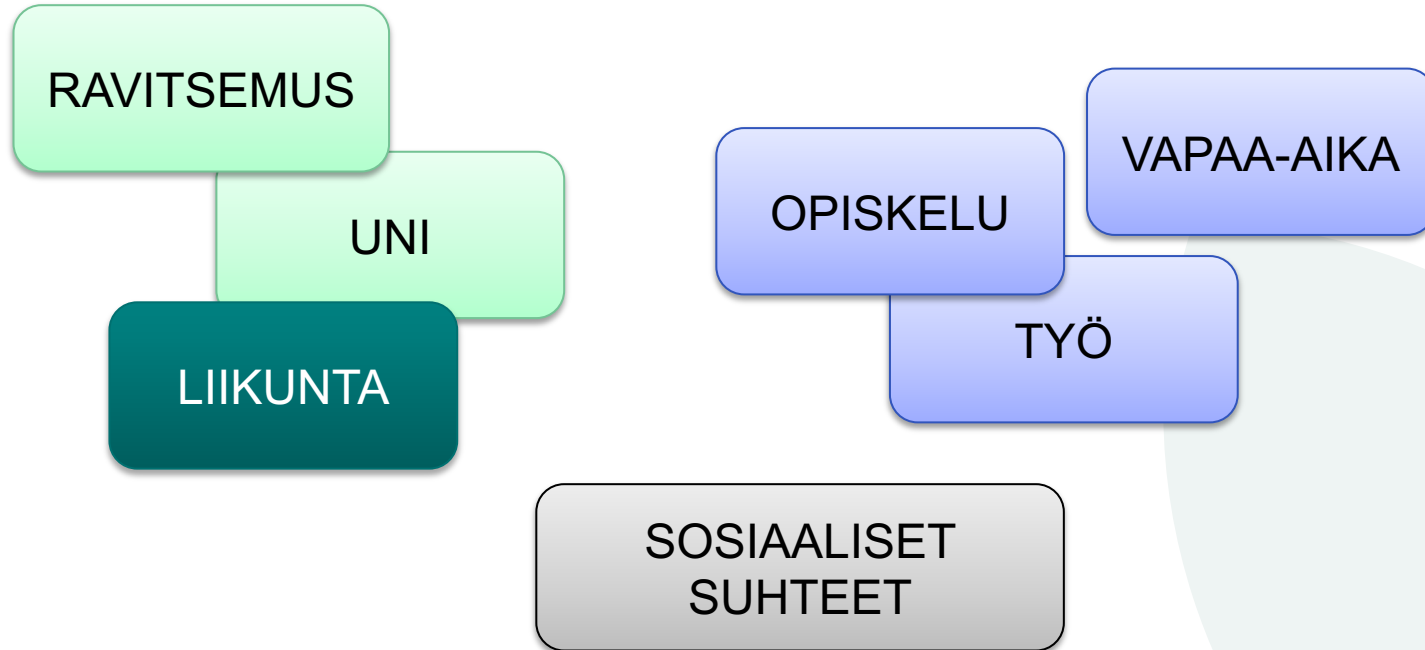 RAVITSEMUS
UNI
LIIKUNTA
VAPAA-AIKA
OPISKELU
TYÖ
SOSIAALISET
SUHTEET